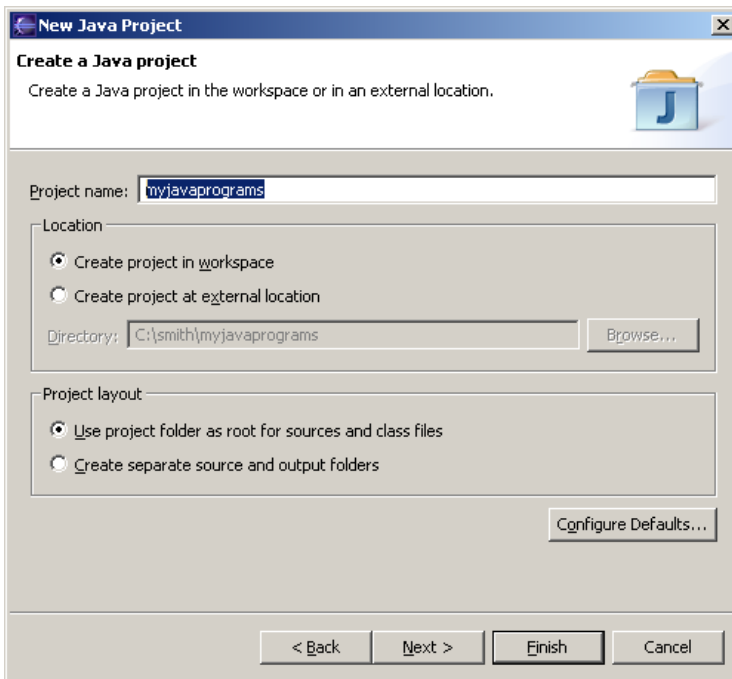 New Java Project
Create a Java project
Create a Java project in the workspace or in an external location.
J
Project name: myjavaprograms
Location
Create project in workspace
Create project at external location
Directory: C:\smith\myjavaprograms Browse...
Project layout
Use project folder as root for sources and class files
Create separate source and output folders
Configure Defaults...
< Back Next > Finish Cancel